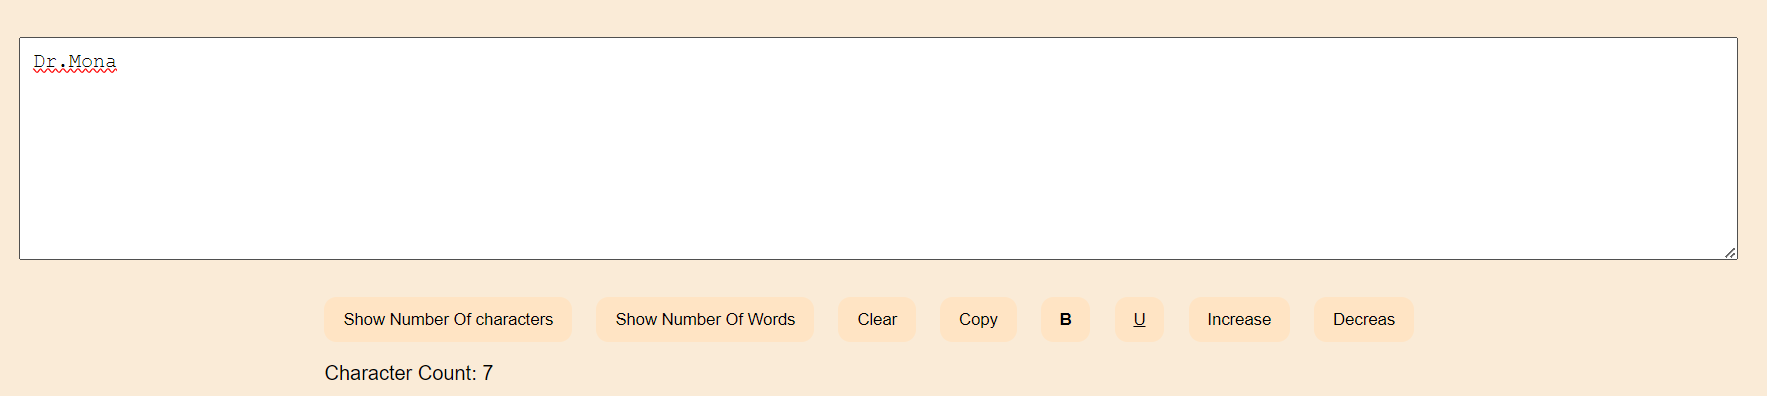 Dr.Mona
Show Number Of characters Show Number Of Words Clear Copy B U Increase Decreas
Character Count: 7